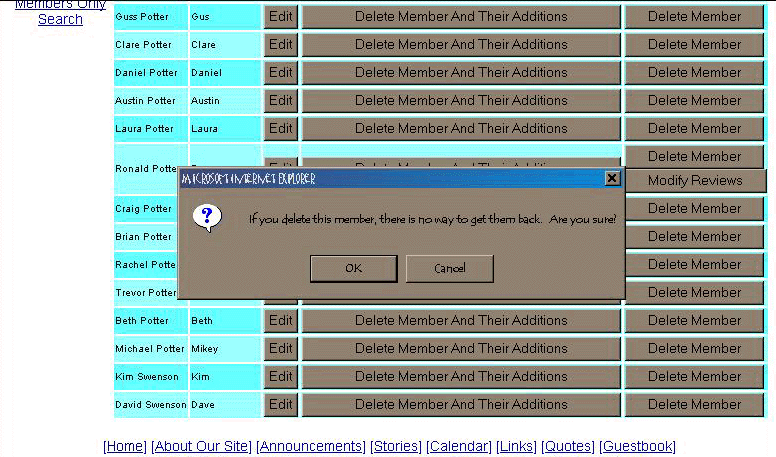 Members Only
Search
Guss Potter Gus Edit Delete Member And Their Additions Delete Member
Clare Potter Clare Edit Delete Member And Their Additions Delete Member
Daniel Potter Daniel Edit Delete Member And Their Additions Delete Member
Austin Potter Austin Edit Delete Member And Their Additions Delete Member
Laura Potter Laura Edit Delete Member And Their Additions Delete Member
Delete Member
Ronald Potte Delete Member And Their Additions
Modify Reviews
MICROSOFT INTERNET EXPLORER
If you delete this member, there is no way to get them back. Are you sure?
OK Cancel
Craig Potter Delete Member
Brian Potter Delete Member
Rachel Potte Delete Member
Trevor Potter Delete Member
Beth Potter Beth Edit Delete Member And Their Additions Delete Member
Michael Potter Mikey Edit Delete Member And Their Additions Delete Member
Kim Swenson Kim Edit Delete Member And Their Additions Delete Member
David Swenson Dave Edit Delete Member And Their Additions Delete Member
[Home] [About Our Site] [Announcements] [Stories] [Calendar] [Links] [Quotes] [Guestbook]